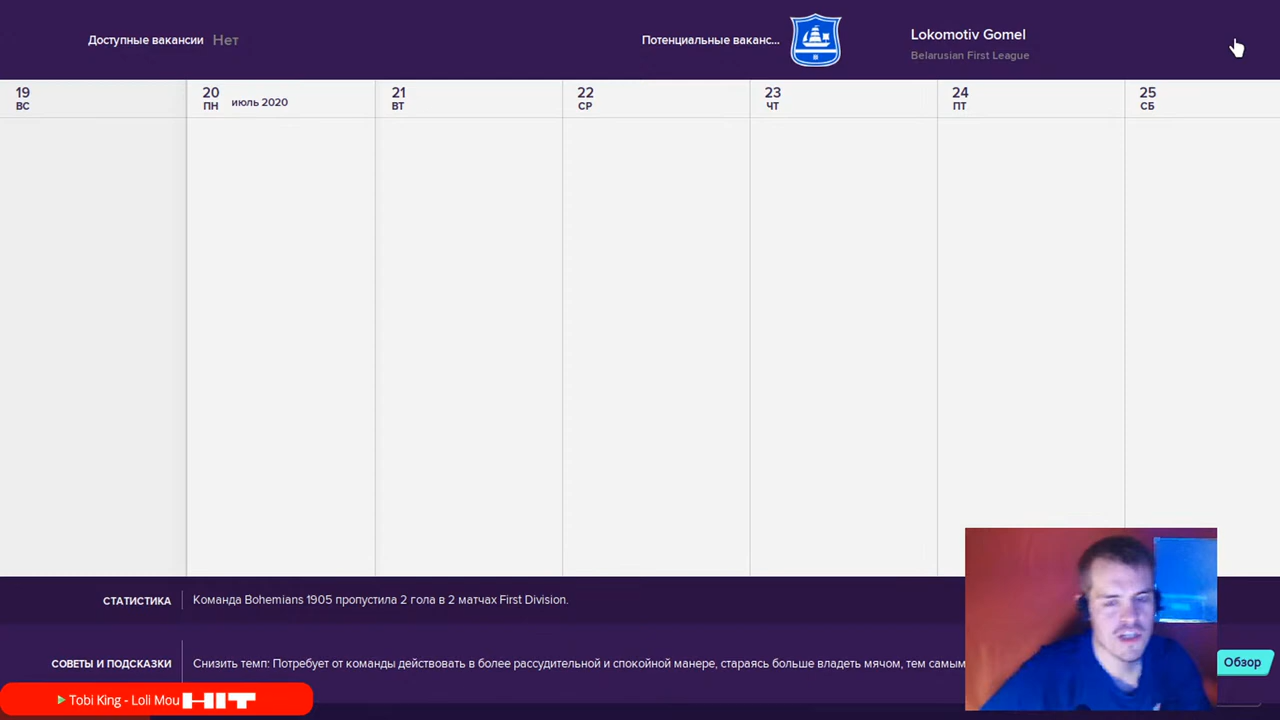 Доступные вакансии Нет
Потенциальные ваканс...
Lokomotiv Gomel
Belarusian First League
19 ВС
20 ПН июль 2020
21 ВТ
22 СР
23 ЧТ
24 ПТ
25 СБ
СТАТИСТИКА Команда Bohemians 1905 пропустила 2 гола в 2 матчах First Division.
СОВЕТЫ И ПОДСКАЗКИ Снизить темп: Потребует от команды действовать в более рассудительной и спокойной манере, стараясь больше владеть мячом, тем самым
Обзор
Tobi King - Loli Mou HIT